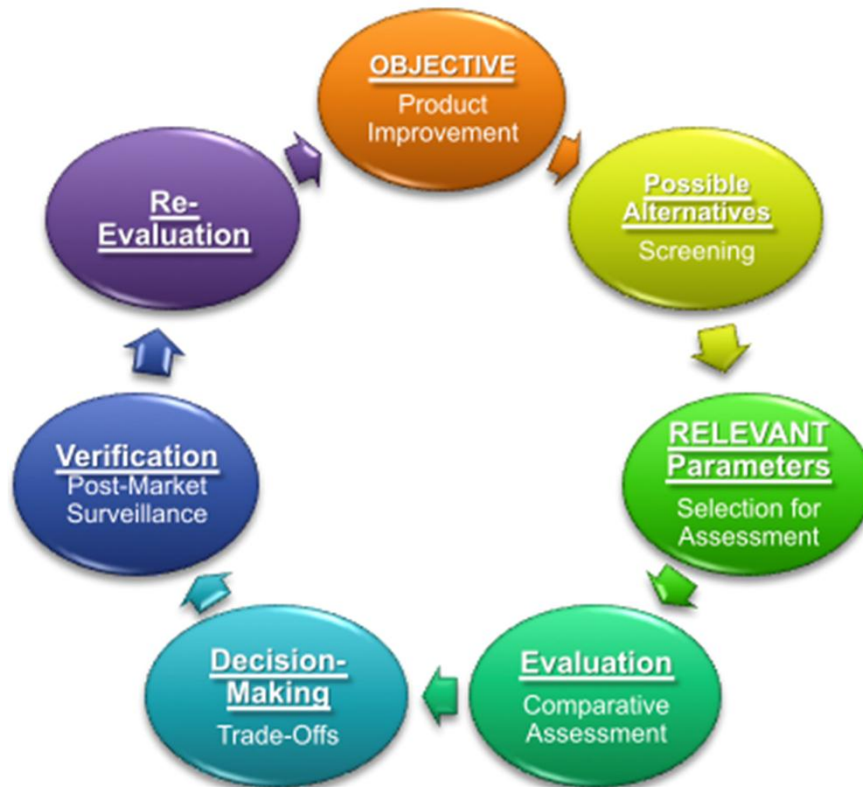 OBJECTIVE
Product
Improvement
Possible
Alternatives
Screening
RELEVANT
Parameters
Selection for
Assessment
Evaluation
Comparative
Assessment
Decision-
Making
Trade-Offs
Verification
Post-Market
Surveillance
Re-
Evaluation